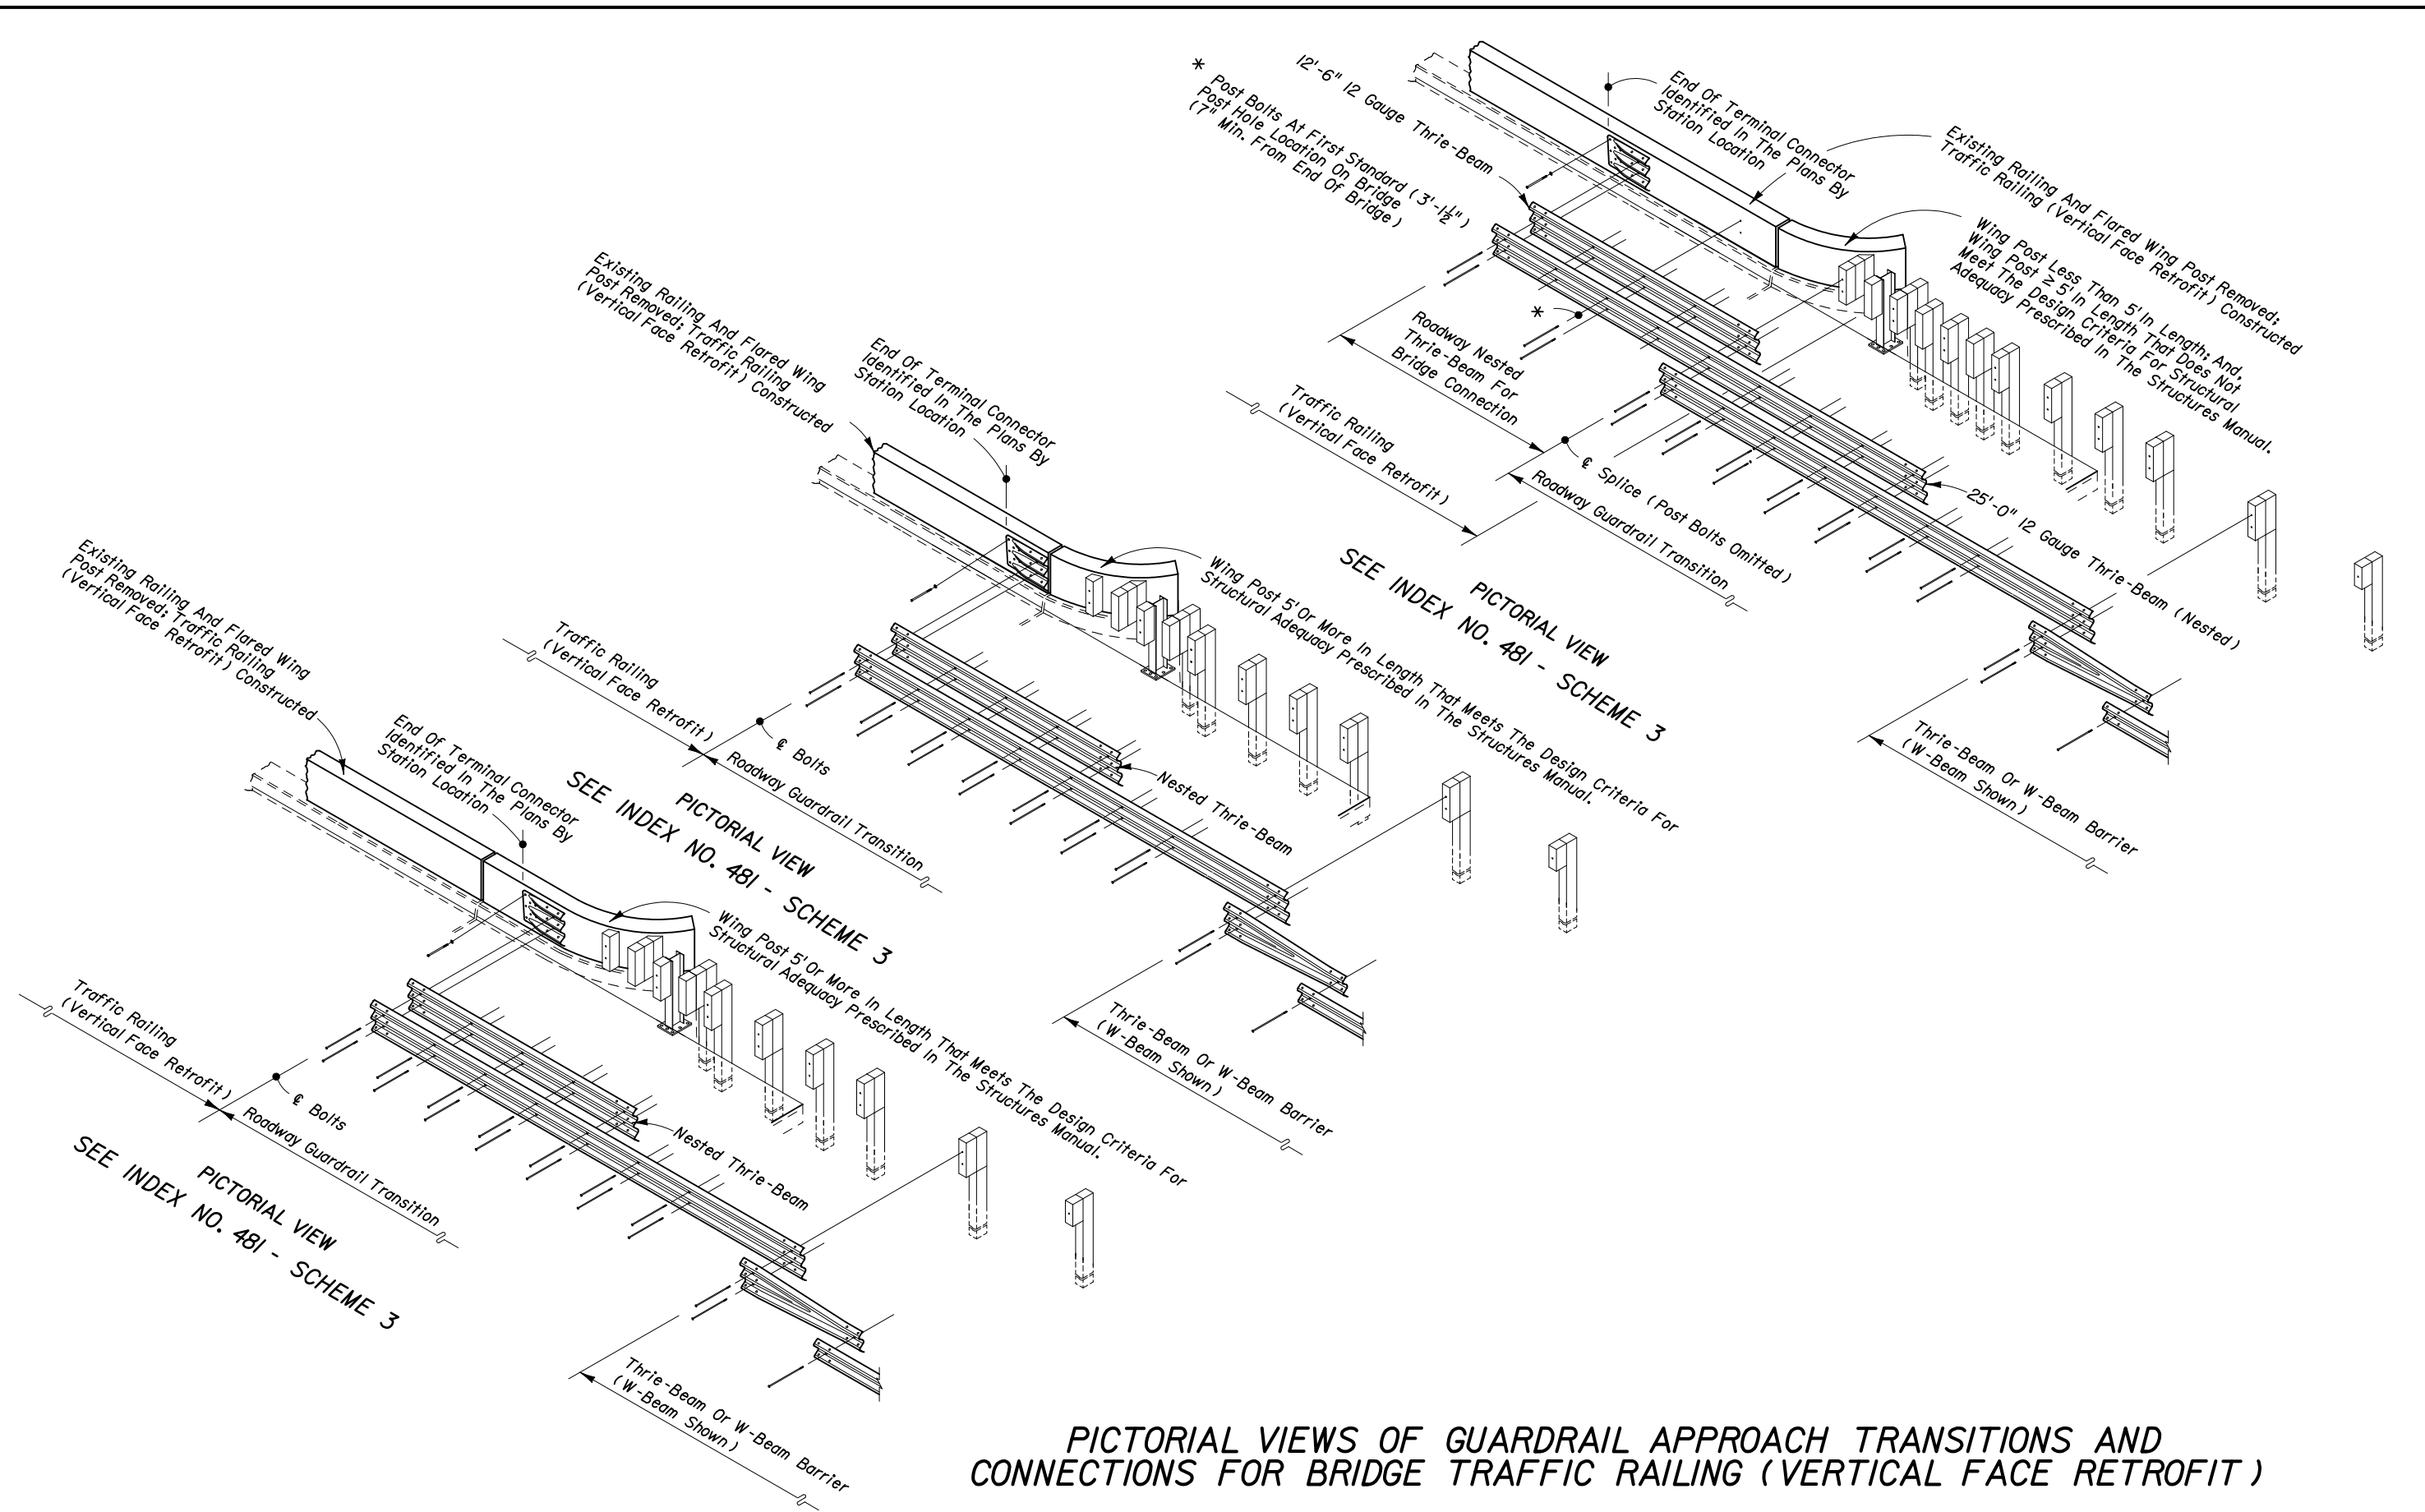 *
Post Bolts At First Standard (3'-1½")
Post Hole Location On Bridge
(7" Min. From End Of Bridge)
12'-6" 12 Gauge Thrie-Beam
End Of Terminal Connector
Identified In The Plans By
Station Location
Existing Railing And Flared Wing Post Removed;
Traffic Railing (Vertical Face Retrofit) Constructed
Wing Post Less Than 5' In Length; And,
Wing Post ≥ 5' In Length That Does Not
Meet The Design Criteria For Structural
Adequacy Prescribed In The Structures Manual.
*
Roadway Nested
Thrie-Beam For
Bridge Connection
Traffic Railing
(Vertical Face Retrofit)
℄ Splice (Post Bolts Omitted)
Roadway Guardrail Transition
25'-0" 12 Gauge Thrie-Beam (Nested)
Thrie-Beam Or W-Beam Barrier
(W-Beam Shown)
PICTORIAL VIEW
SEE INDEX NO. 481 - SCHEME 3
Existing Railing And Flared Wing
Post Removed; Traffic Railing
(Vertical Face Retrofit) Constructed
End Of Terminal Connector
Identified In The Plans By
Station Location
Wing Post 5' Or More In Length That Meets The Design Criteria For
Structural Adequacy Prescribed In The Structures Manual.
Traffic Railing
(Vertical Face Retrofit)
℄ Bolts
Roadway Guardrail Transition
Nested Thrie-Beam
Thrie-Beam Or W-Beam Barrier
(W-Beam Shown)
PICTORIAL VIEW
SEE INDEX NO. 481 - SCHEME 3
Existing Railing And Flared Wing
Post Removed; Traffic Railing
(Vertical Face Retrofit) Constructed
End Of Terminal Connector
Identified In The Plans By
Station Location
Wing Post 5' Or More In Length That Meets The Design Criteria For
Structural Adequacy Prescribed In The Structures Manual.
Traffic Railing
(Vertical Face Retrofit)
℄ Bolts
Roadway Guardrail Transition
Nested Thrie-Beam
Thrie-Beam Or W-Beam Barrier
(W-Beam Shown)
PICTORIAL VIEW
SEE INDEX NO. 481 - SCHEME 3
PICTORIAL VIEWS OF GUARDRAIL APPROACH TRANSITIONS AND
CONNECTIONS FOR BRIDGE TRAFFIC RAILING (VERTICAL FACE RETROFIT)